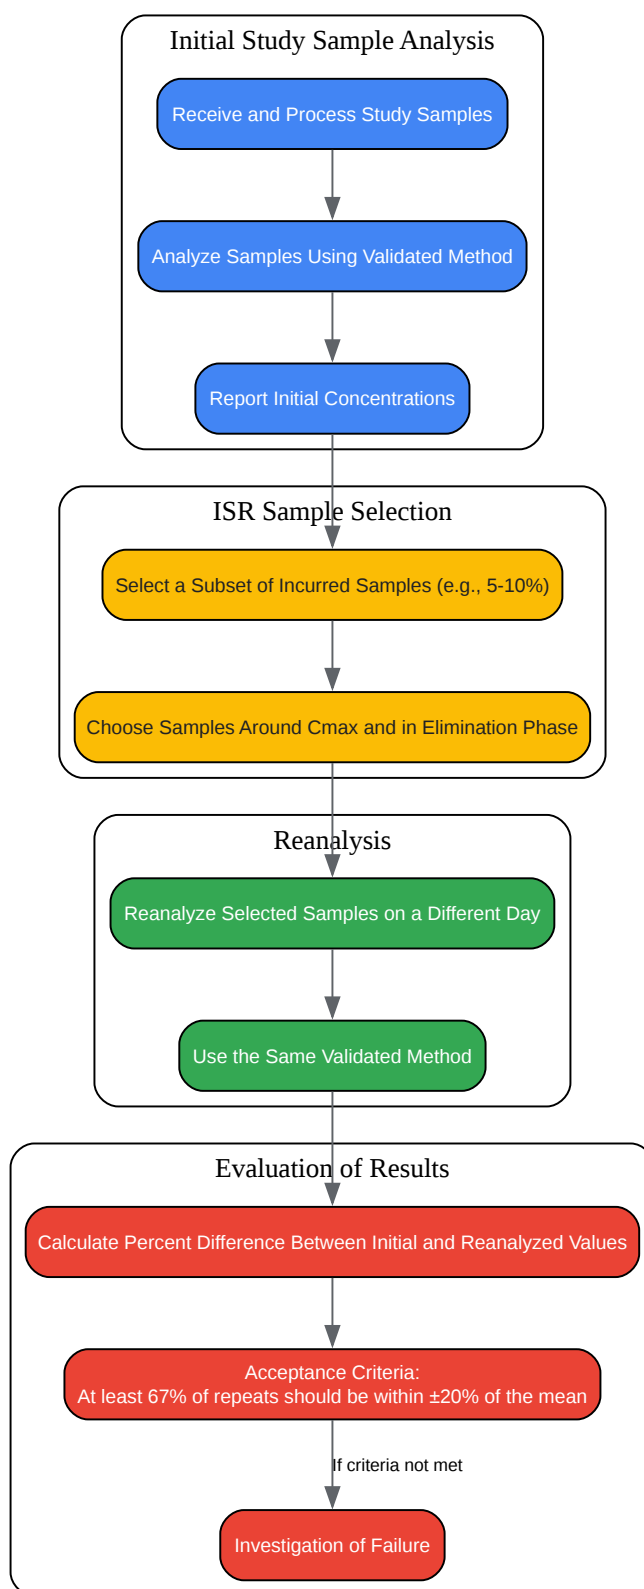 Initial Study Sample Analysis
Receive and Process Study Samples
Analyze Samples Using Validated Method
Report Initial Concentrations
ISR Sample Selection
Select a Subset of Incurred Samples (e.g., 5-10%)
Choose Samples Around Cmax and in Elimination Phase
Reanalysis
Reanalyze Selected Samples on a Different Day
Use the Same Validated Method
Evaluation of Results
Calculate Percent Difference Between Initial and Reanalyzed Values
Acceptance Criteria:
At least 67% of repeats should be within ±20% of the mean
If criteria not met
Investigation of Failure